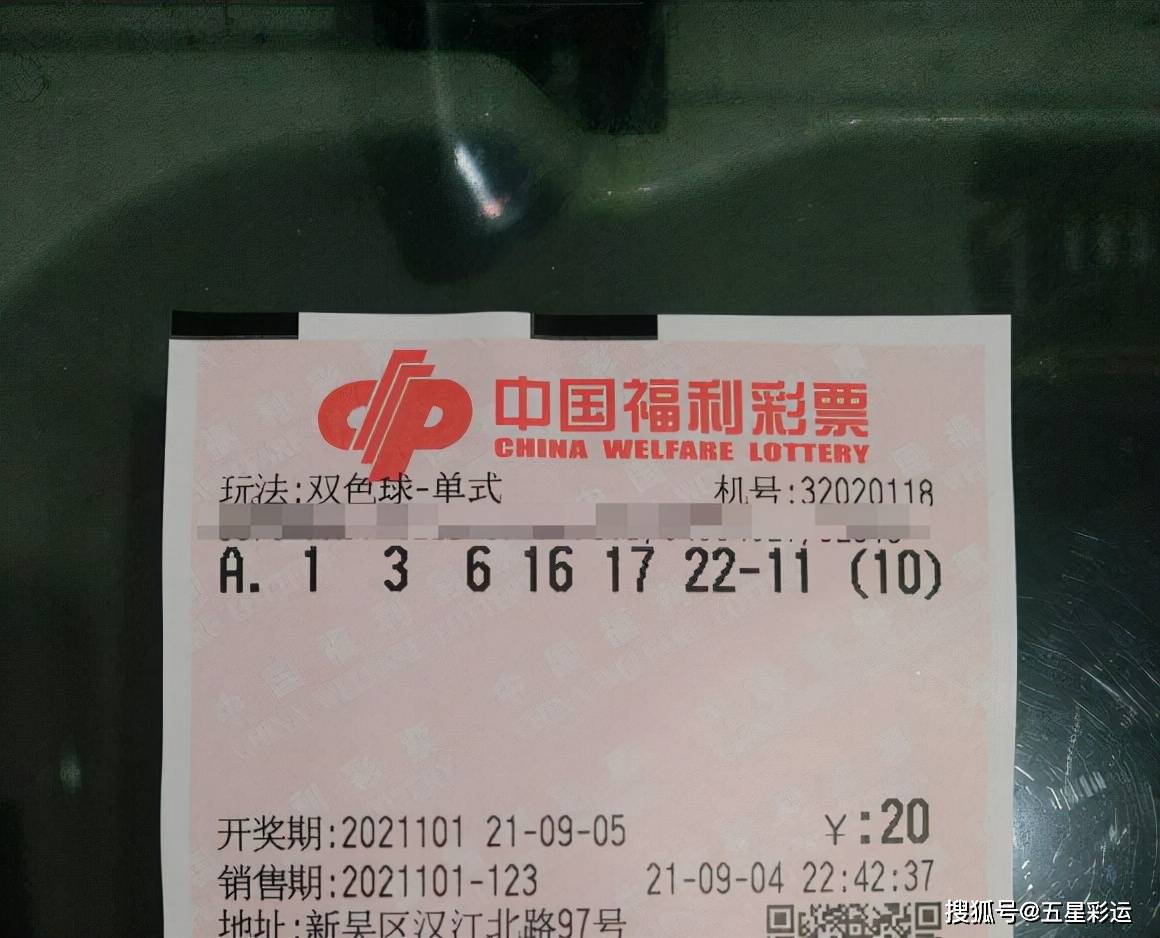 中国福利彩票
CHINA WELFARE LOTTERY
玩法:双色球-单式 机号:32020118
A. 1 3 6 16 17 22-11 (10)
开奖期:2021101 21-09-05 ¥:20
销售期:2021101-123 21-09-04 22:42:37
地址:新吴区汉江北路97号
搜狐号@五星彩运